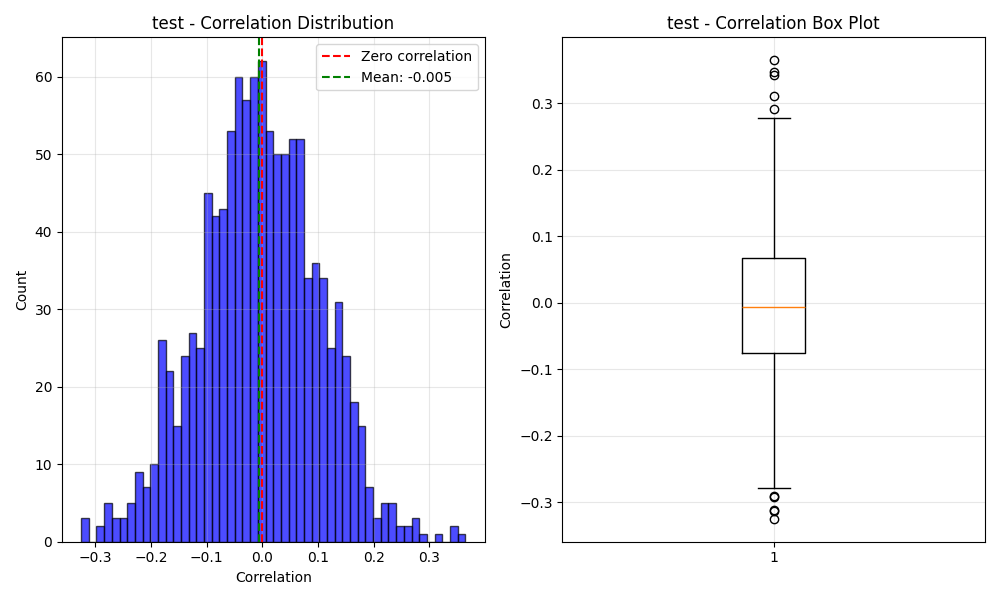 test - Correlation Distribution
Zero correlation
Mean: -0.005
Count
60
50
40
30
20
10
0
−0.3 −0.2 −0.1 0.0 0.1 0.2 0.3
Correlation
test - Correlation Box Plot
Correlation
0.3
0.2
0.1
0.0
−0.1
−0.2
−0.3
1